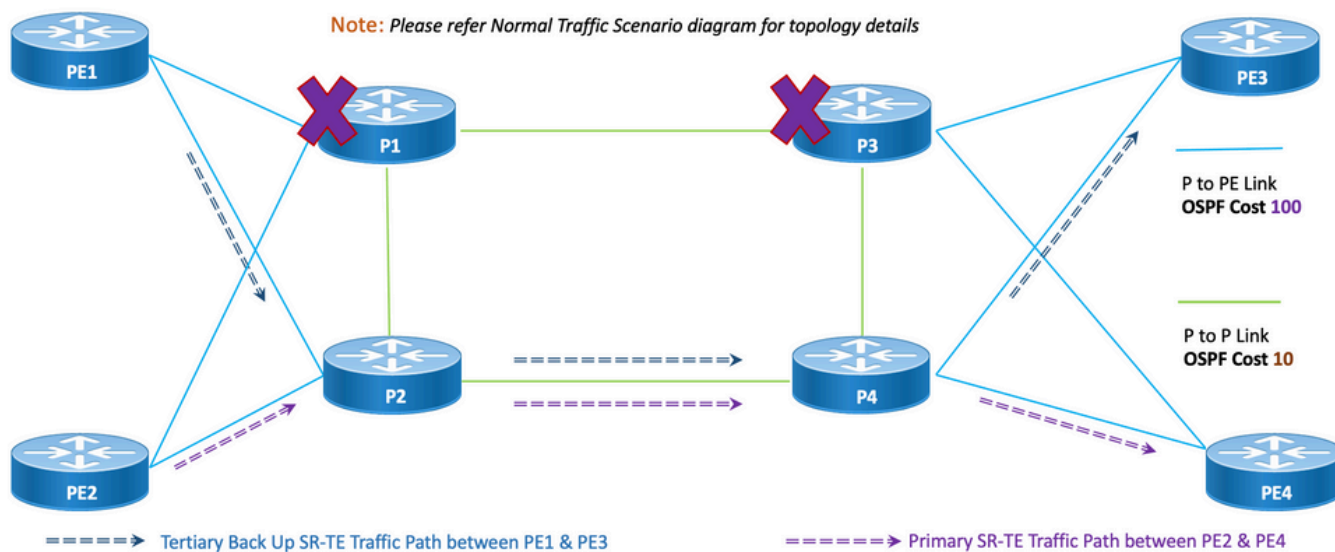 Note: Please refer Normal Traffic Scenario diagram for topology details
PE1
P1
P3
PE3
P to PE Link
OSPF Cost 100
P to P Link
OSPF Cost 10
P2
P4
PE2
PE4
Tertiary Back Up SR-TE Traffic Path between PE1 & PE3
Primary SR-TE Traffic Path between PE2 & PE4